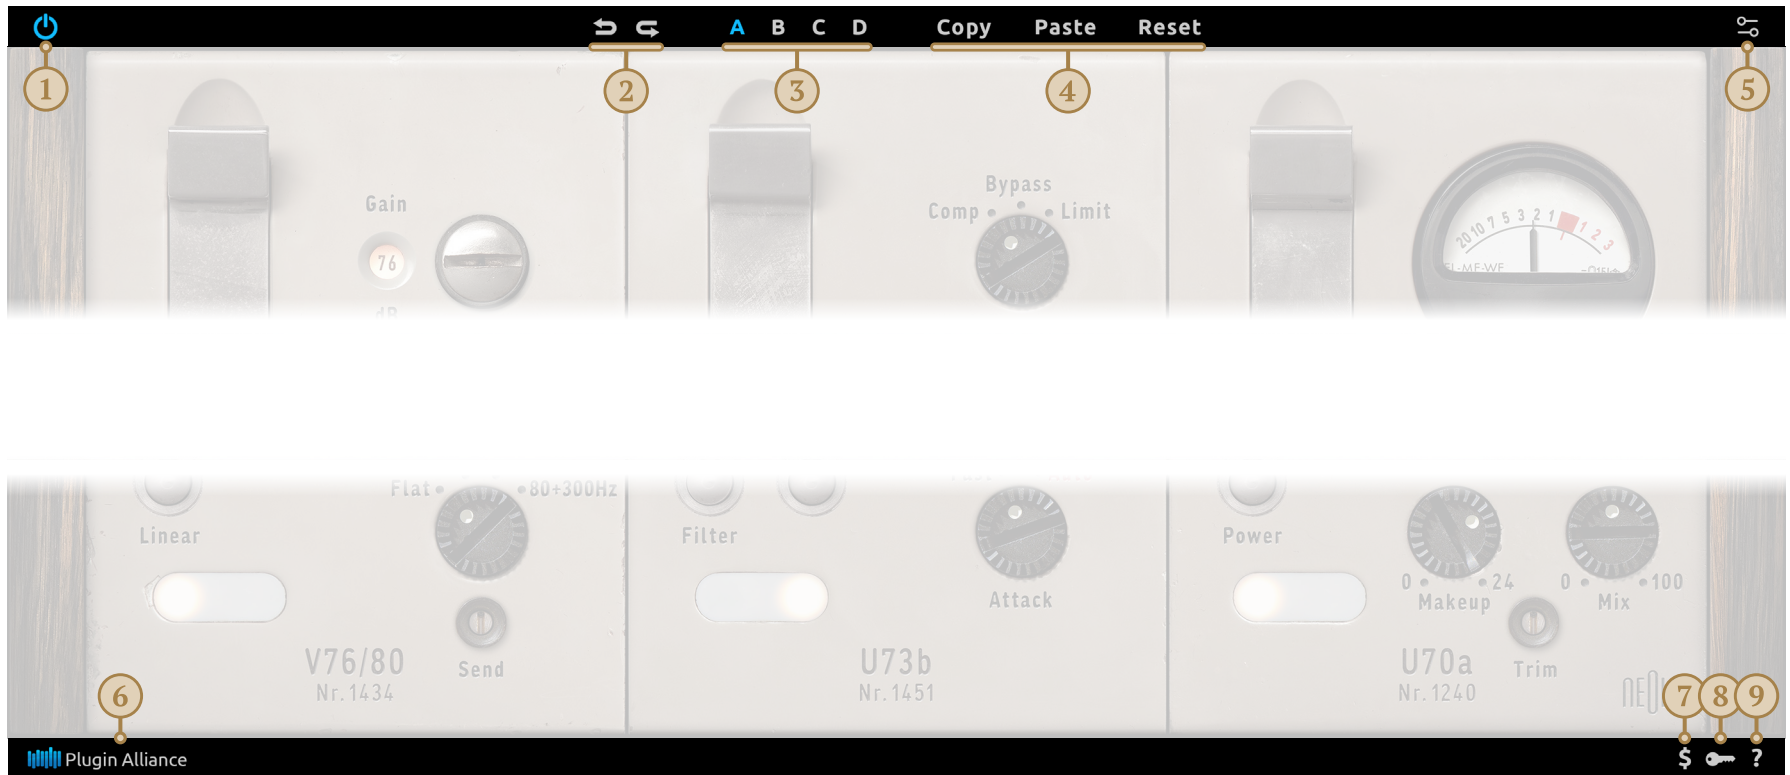 A B C D Copy Paste Reset
1 2 3 4 5
Gain
76
Bypass
Comp Limit
20 10 7 5 3 2 1 1 2 3
Flat 80+300Hz
Linear
Send
V76/80
Nr.1434
Filter
Attack
U73b
Nr.1451
Power
0 24
Makeup
0 100
Mix
Trim
U70a
Nr.1240
6 7 8 9
Plugin Alliance $ ?